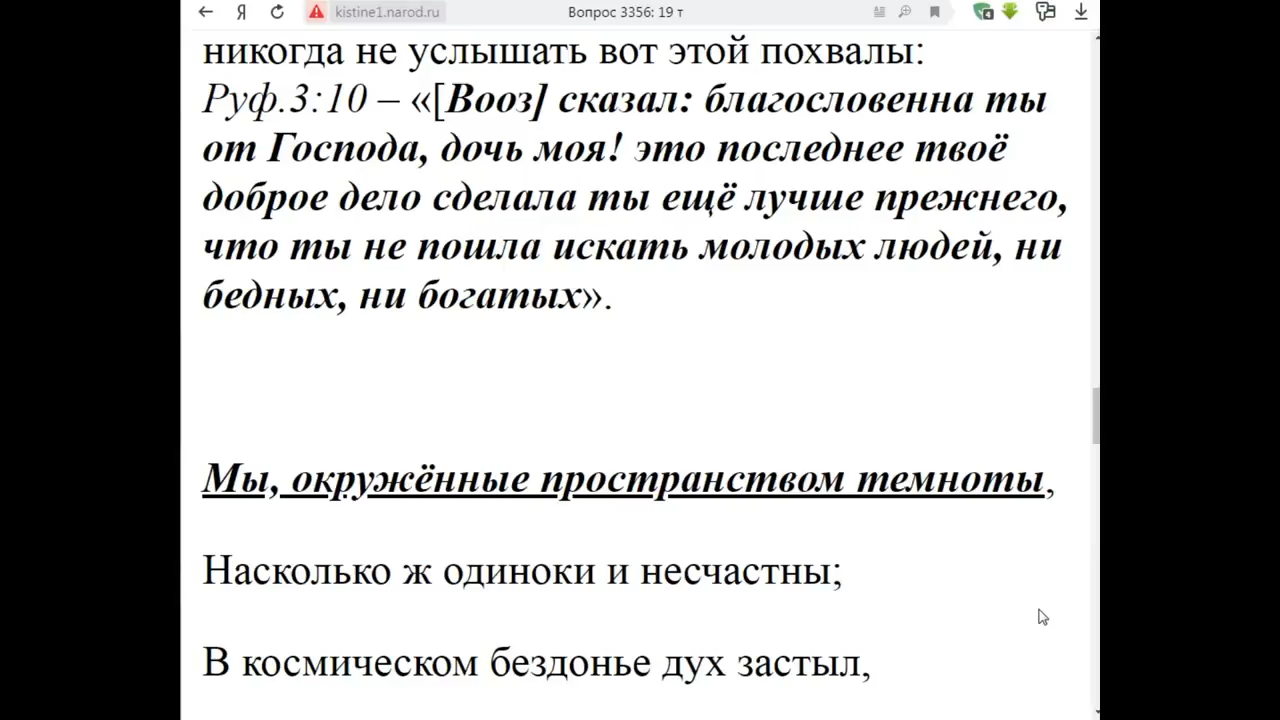 Я kistine1.narod.ru Вопрос 3356: 19 т 4
никогда не услышать вот этой похвалы:
Руф.3:10 – «[Вооз] сказал: благословенна ты
от Господа, дочь моя! это последнее твоё
доброе дело сделала ты ещё лучше прежнего,
что ты не пошла искать молодых людей, ни
бедных, ни богатых».
Мы, окружённые пространством темноты,
Насколько ж одиноки и несчастны;
В космическом бездонье дух застыл,